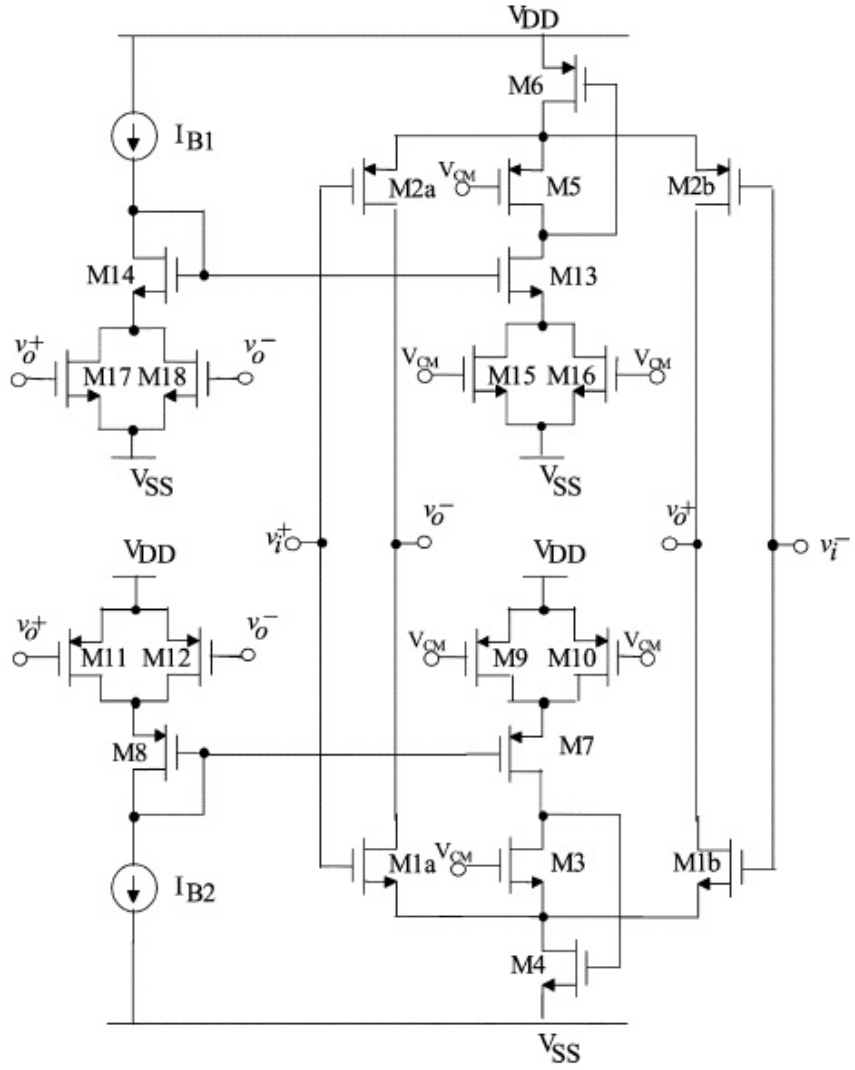 VDD
M6
IB1
VCM
M2a
M5
M2b
M14
M13
vo+
vo−
VCM
VCM
M17
M18
M15
M16
VSS
VSS
vi+
vo−
vo+
vi−
VDD
VDD
vo+
vo−
VCM
VCM
M11
M12
M9
M10
M8
M7
VCM
M1a
M3
M1b
IB2
M4
VSS